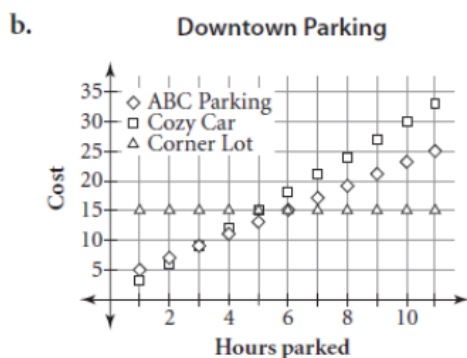 b.
Downtown Parking
35
30
25
20
15
10
5
ABC Parking
Cozy Car
Corner Lot
Cost
2 4 6 8 10
Hours parked